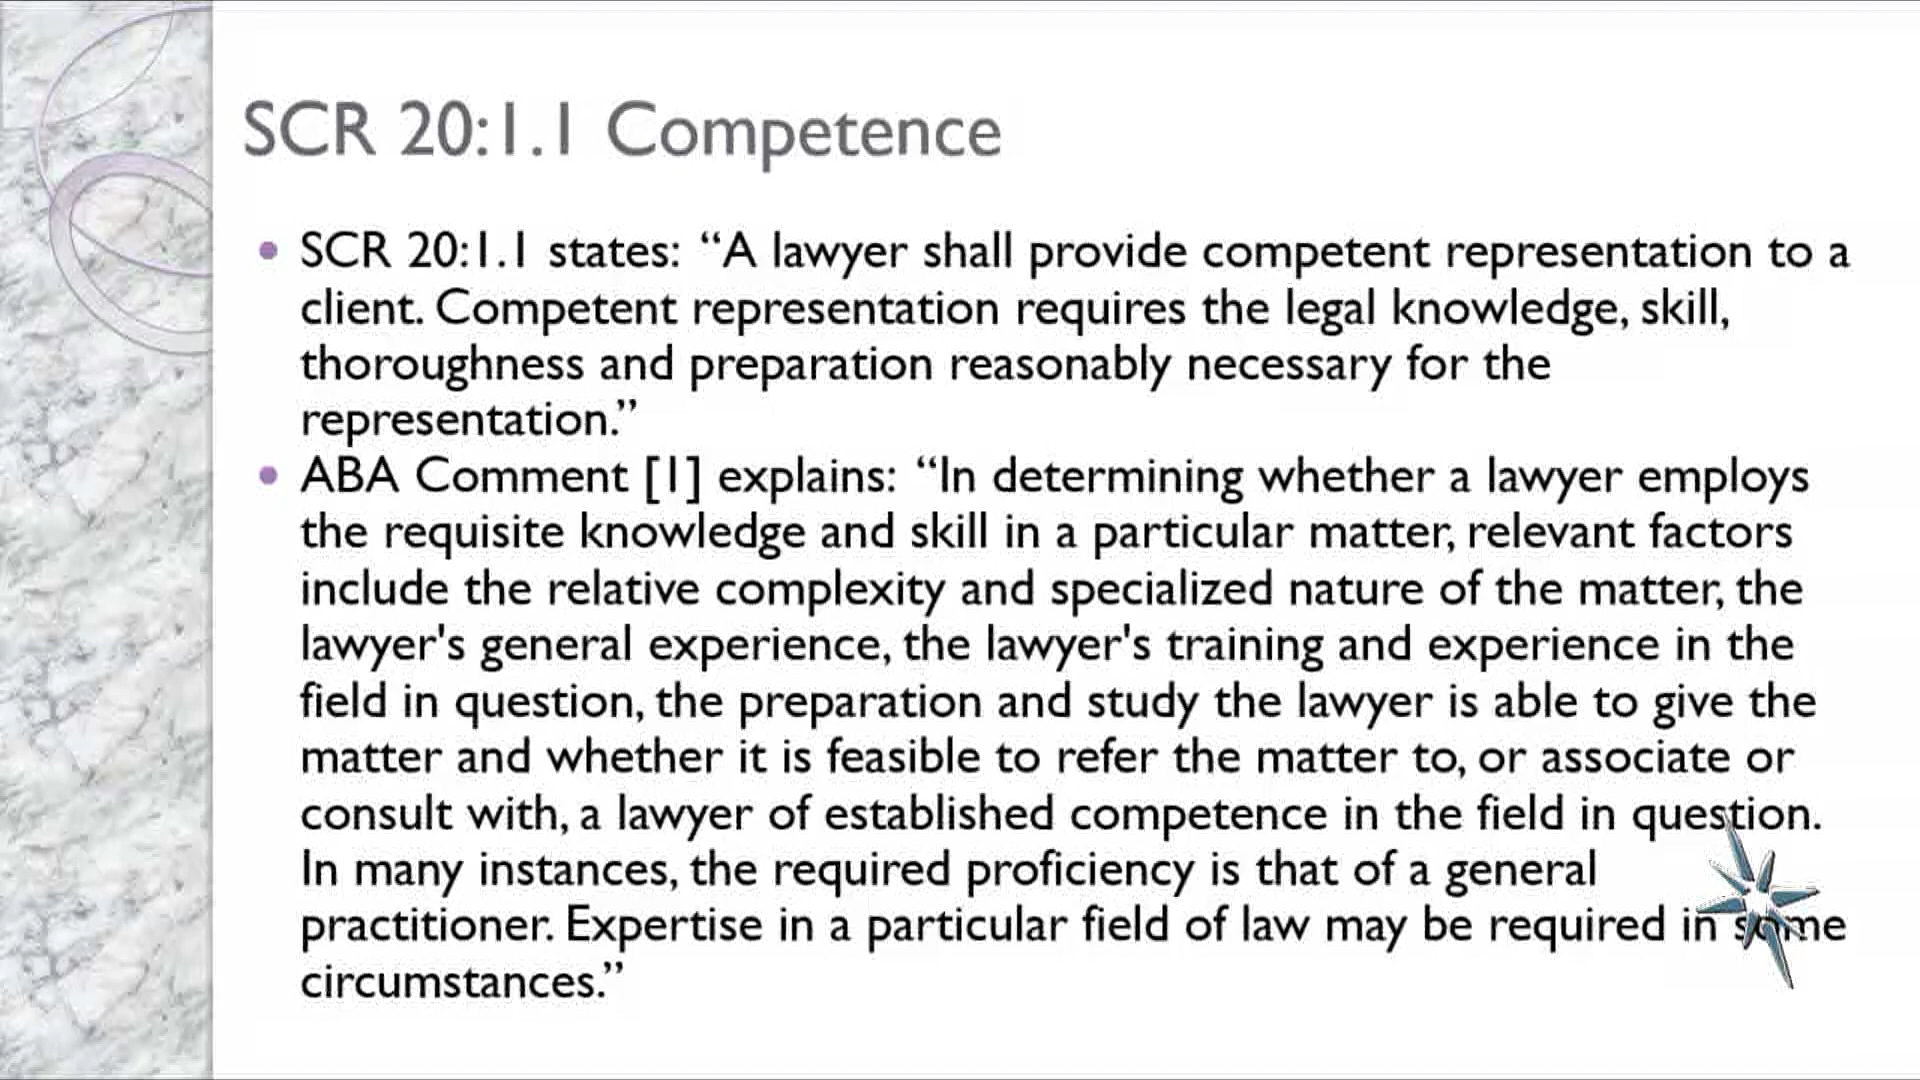 SCR 20:1.1 Competence
• SCR 20:1.1 states: “A lawyer shall provide competent representation to a
client. Competent representation requires the legal knowledge, skill,
thoroughness and preparation reasonably necessary for the
representation.”
• ABA Comment [1] explains: “In determining whether a lawyer employs
the requisite knowledge and skill in a particular matter, relevant factors
include the relative complexity and specialized nature of the matter, the
lawyer's general experience, the lawyer's training and experience in the
field in question, the preparation and study the lawyer is able to give the
matter and whether it is feasible to refer the matter to, or associate or
consult with, a lawyer of established competence in the field in question.
In many instances, the required proficiency is that of a general
practitioner. Expertise in a particular field of law may be required in some
circumstances.”